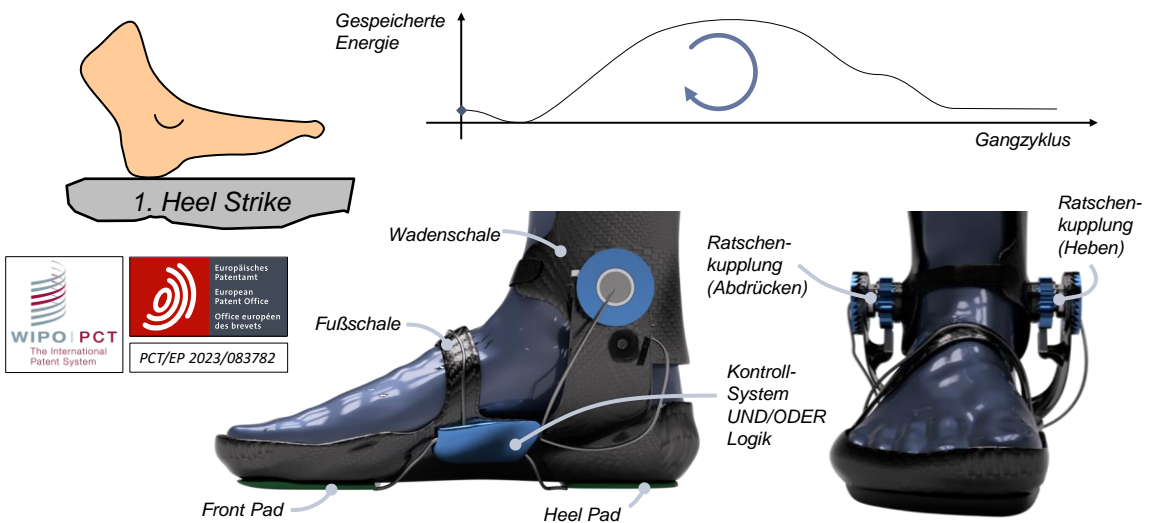 Gespeicherte
Energie
Gangzyklus
1. Heel Strike
WIPO | PCT
The International
Patent System
Europäisches
Patentamt
European
Patent Office
Office européen
des brevets
PCT/EP 2023/083782
Wadenschale
Fußschale
Front Pad
Heel Pad
Ratschen-
kupplung
(Abdrücken)
Ratschen-
kupplung
(Heben)
Kontroll-
System
UND/ODER
Logik